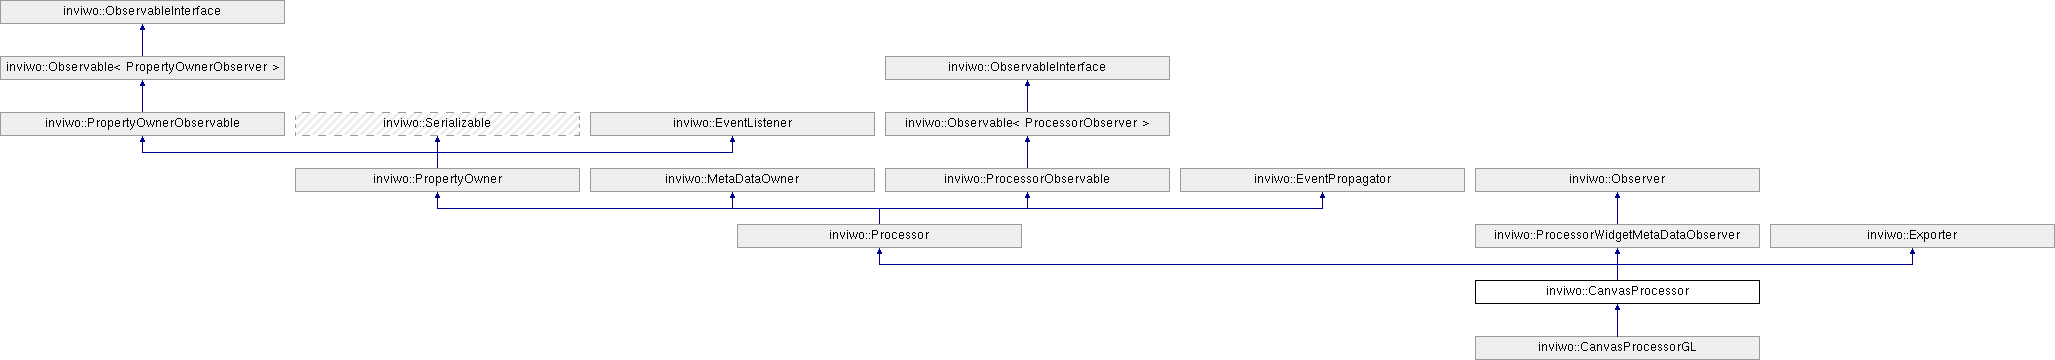 inviwo::ObservableInterface
inviwo::Observable< PropertyOwnerObserver >
inviwo::ObservableInterface
inviwo::PropertyOwnerObservable
inviwo::Serializable
inviwo::EventListener
inviwo::Observable< ProcessorObserver >
inviwo::PropertyOwner
inviwo::MetaDataOwner
inviwo::ProcessorObservable
inviwo::EventPropagator
inviwo::Observer
inviwo::Processor
inviwo::ProcessorWidgetMetaDataObserver
inviwo::Exporter
inviwo::CanvasProcessor
inviwo::CanvasProcessorGL